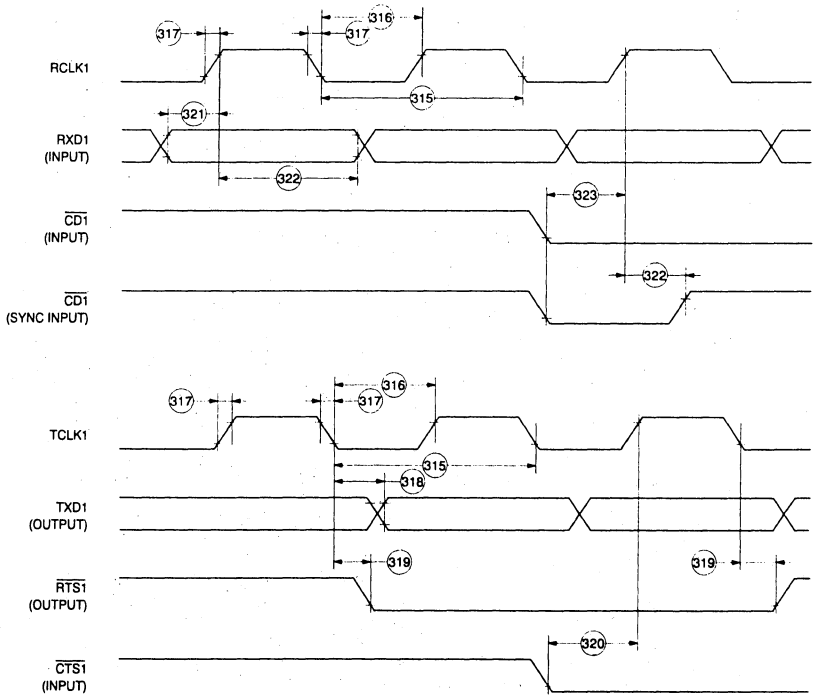 316
317
317
RCLK1
315
321
RXD1
(INPUT)
322
323
CD1
(INPUT)
322
CD1
(SYNC INPUT)
316
317
317
TCLK1
315
318
TXD1
(OUTPUT)
319
319
RTS1
(OUTPUT)
320
CTS1
(INPUT)